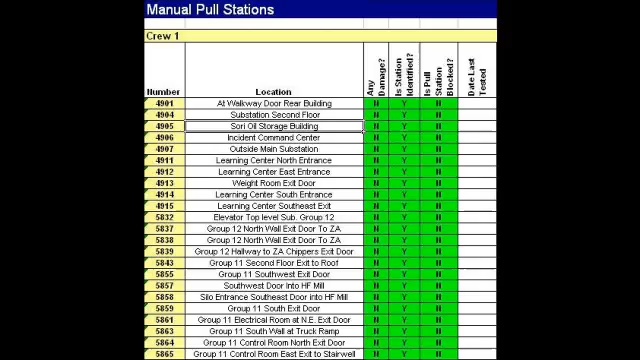 Manual Pull Stations
Crew 1
Number Location Any Damage? Is Station Identified? Is Pull Station Blocked? Date Last Tested
4901 At Walkway Door Rear Building N Y N
4904 Substation Second Floor N Y N
4905 Sori Oil Storage Building N Y N
4906 Incident Command Center N Y N
4907 Outside Main Substation N Y N
4911 Learning Center North Entrance N Y N
4912 Learning Center East Entrance N Y N
4913 Weight Room Exit Door N Y N
4914 Learning Center South Entrance N Y N
4915 Learning Center Southeast Exit N Y N
5832 Elevator Top level Sub. Group 12 N Y N
5837 Group 12 North Wall Exit Door To ZA N Y N
5838 Group 12 North Wall Exit Door To ZA N Y N
5839 Group 12 Hallway to ZA Chippers Exit Door N Y N
5843 Group 11 Second Floor Exit to Roof N Y N
5855 Group 11 Southwest Exit Door N Y N
5857 Southwest Door Into HF Mill N Y N
5858 Silo Entrance Southeast Door into HF Mill N Y N
5859 Group 11 South Exit Door N Y N
5861 Group 11 Electrical Room at N.E. Exit Door N Y N
5863 Group 11 South Wall at Truck Ramp N Y N
5864 Group 11 Control Room North Exit Door N Y N
5865 Group 11 Control Room East Exit to Stairwell N Y N